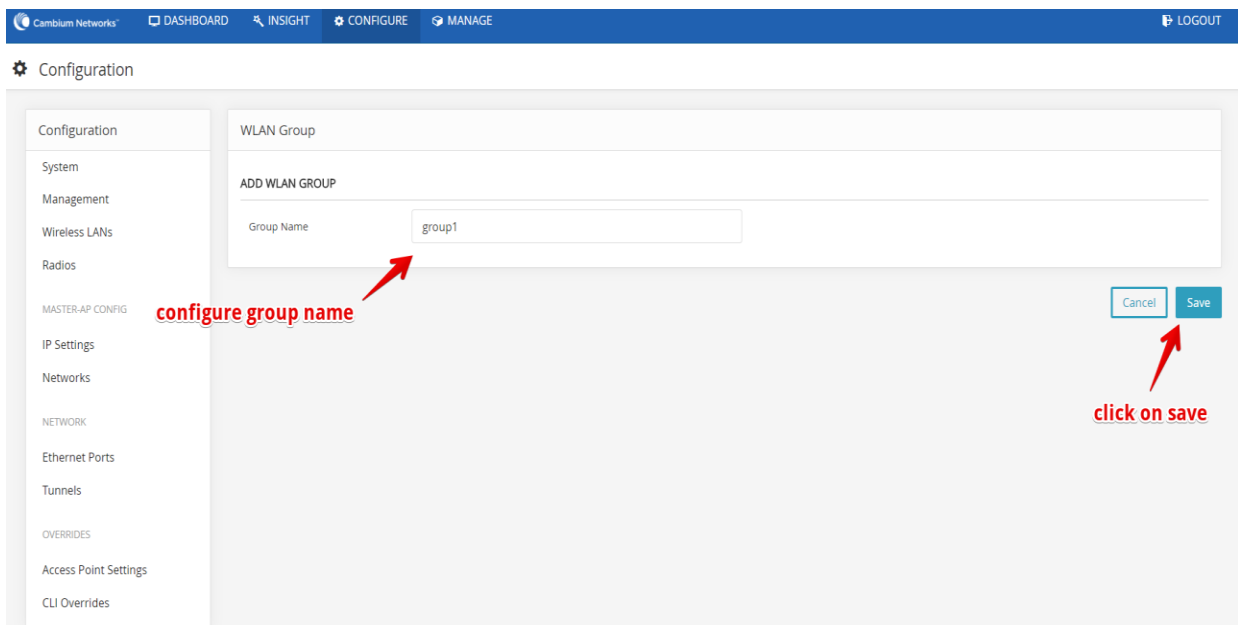 Cambium Networks™ DASHBOARD INSIGHT CONFIGURE MANAGE LOGOUT
Configuration
Configuration
System
Management
Wireless LANs
Radios
MASTER-AP CONFIG
IP Settings
Networks
NETWORK
Ethernet Ports
Tunnels
OVERRIDES
Access Point Settings
CLI Overrides
WLAN Group
ADD WLAN GROUP
Group Name group1
configure group name
Cancel Save
click on save